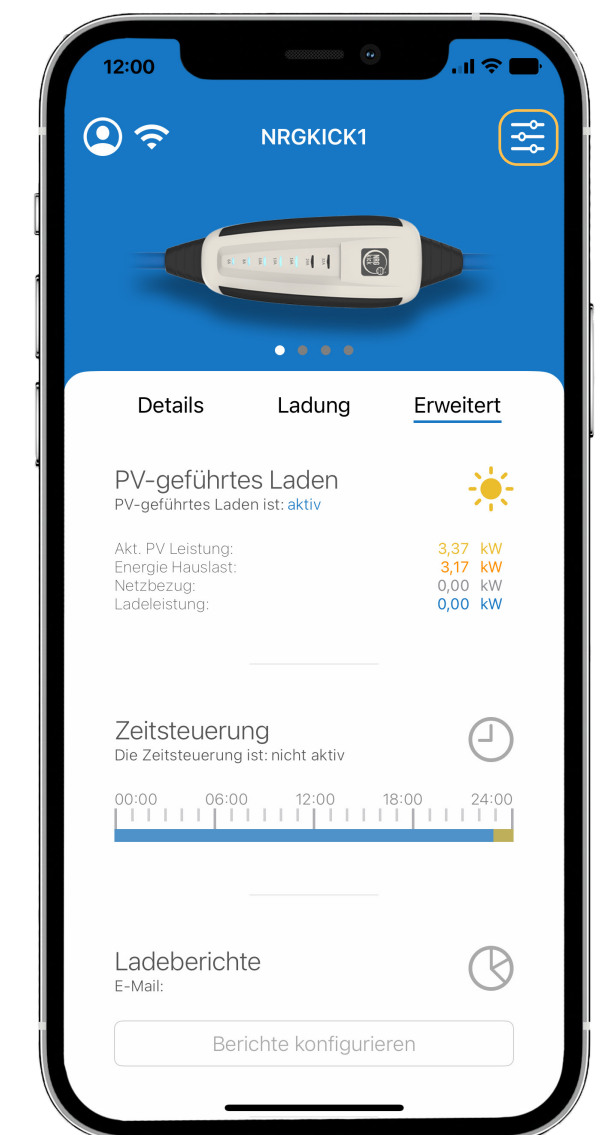 12:00
NRGKICK1
Details Ladung Erweitert
PV-geführtes Laden
PV-geführtes Laden ist: aktiv
Akt. PV Leistung: 3,37 kW
Energie Hauslast: 3,17 kW
Netzbezug: 0,00 kW
Ladeleistung: 0,00 kW
Zeitsteuerung
Die Zeitsteuerung ist: nicht aktiv
00:00 06:00 12:00 18:00 24:00
Ladeberichte
E-Mail:
Berichte konfigurieren